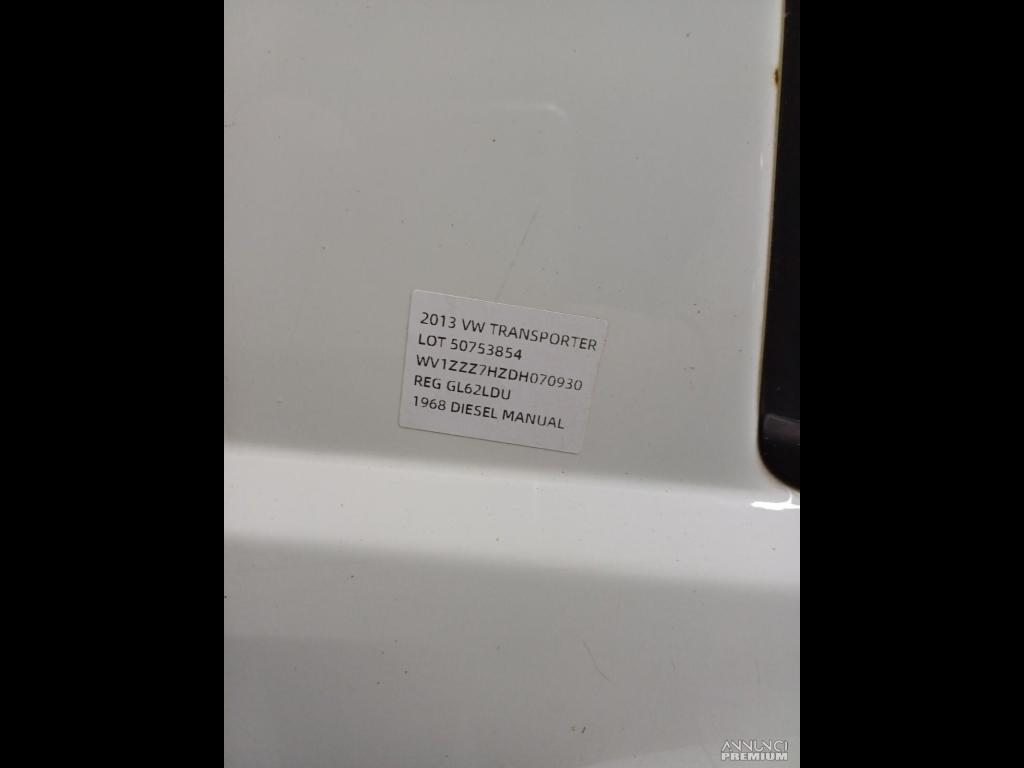 2013 VW TRANSPORTER
LOT 50753854
WV1ZZZ7HZDH070930
REG GL62LDU
1968 DIESEL MANUAL
ANNUNCI
PREMIUM